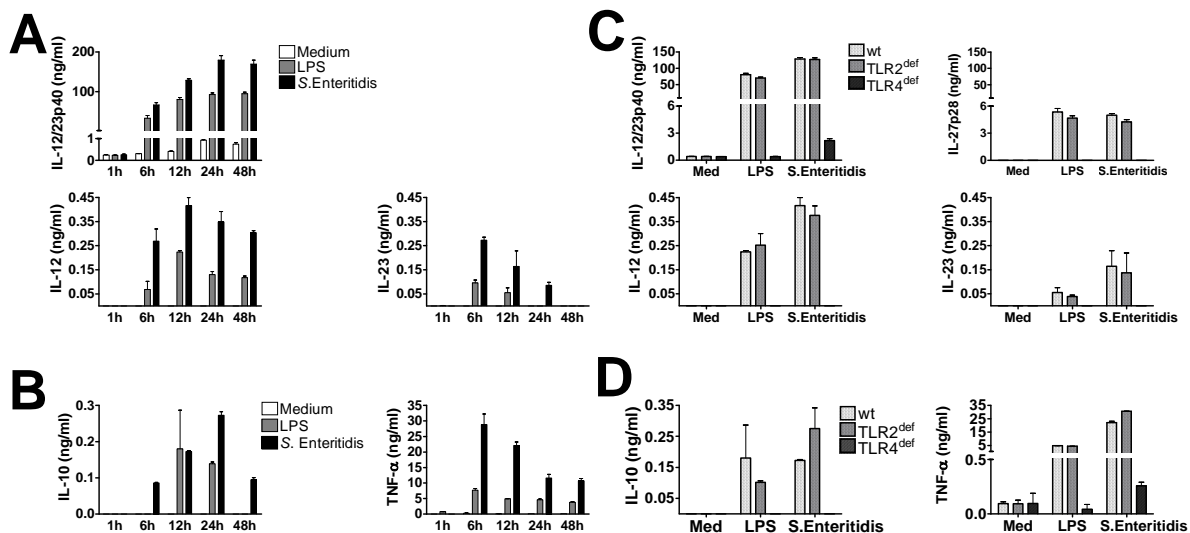 A
IL-12/23p40 (ng/ml)
200
100
1
0
1h 6h 12h 24h 48h
Medium
LPS
S.Enteritidis
IL-12 (ng/ml)
0.45
0.35
0.25
0.15
0.05
1h 6h 12h 24h 48h
IL-23 (ng/ml)
0.45
0.35
0.25
0.15
0.05
1h 6h 12h 24h 48h
B
IL-10 (ng/ml)
0.3
0.2
0.1
0.0
1h 6h 12h 24h 48h
Medium
LPS
S. Enteritidis
TNF-α (ng/ml)
35
30
25
20
15
10
5
0
1h 6h 12h 24h 48h
C
IL-12/23p40 (ng/ml)
150
100
50
6
3
0
Med LPS S.Enteritidis
wt
TLR2def
TLR4def
IL-27p28 (ng/ml)
150
100
50
6
3
0
Med LPS S.Enteritidis
IL-12 (ng/ml)
0.45
0.35
0.25
0.15
0.05
Med LPS S.Enteritidis
IL-23 (ng/ml)
0.45
0.35
0.25
0.15
0.05
Med LPS S.Enteritidis
D
IL-10 (ng/ml)
0.35
0.25
0.15
0.05
Med LPS S.Enteritidis
wt
TLR2def
TLR4def
TNF-α (ng/ml)
35
25
15
5
0.5
0.0
Med LPS S.Enteritidis